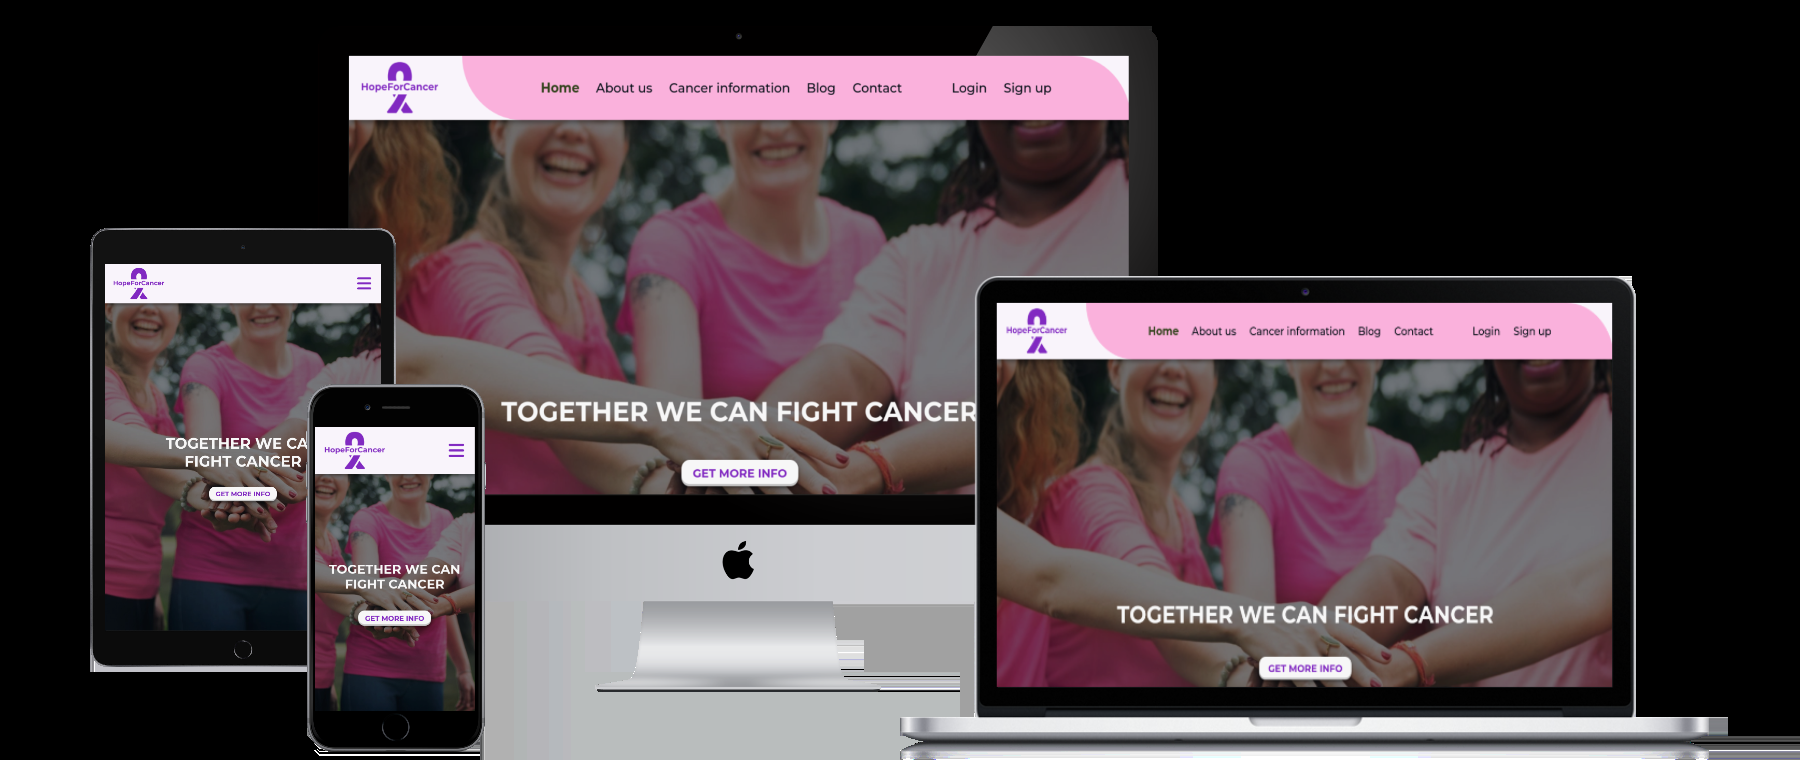 HopeForCancer
Home About us Cancer information Blog Contact Login Sign up
TOGETHER WE CAN FIGHT CANCER
GET MORE INFO
HopeForCancer
TOGETHER WE CA
FIGHT CANCER
GET MORE INFO
HopeForCancer
TOGETHER WE CAN
FIGHT CANCER
GET MORE INFO
HopeForCancer
Home About us Cancer information Blog Contact Login Sign up
TOGETHER WE CAN FIGHT CANCER
GET MORE INFO